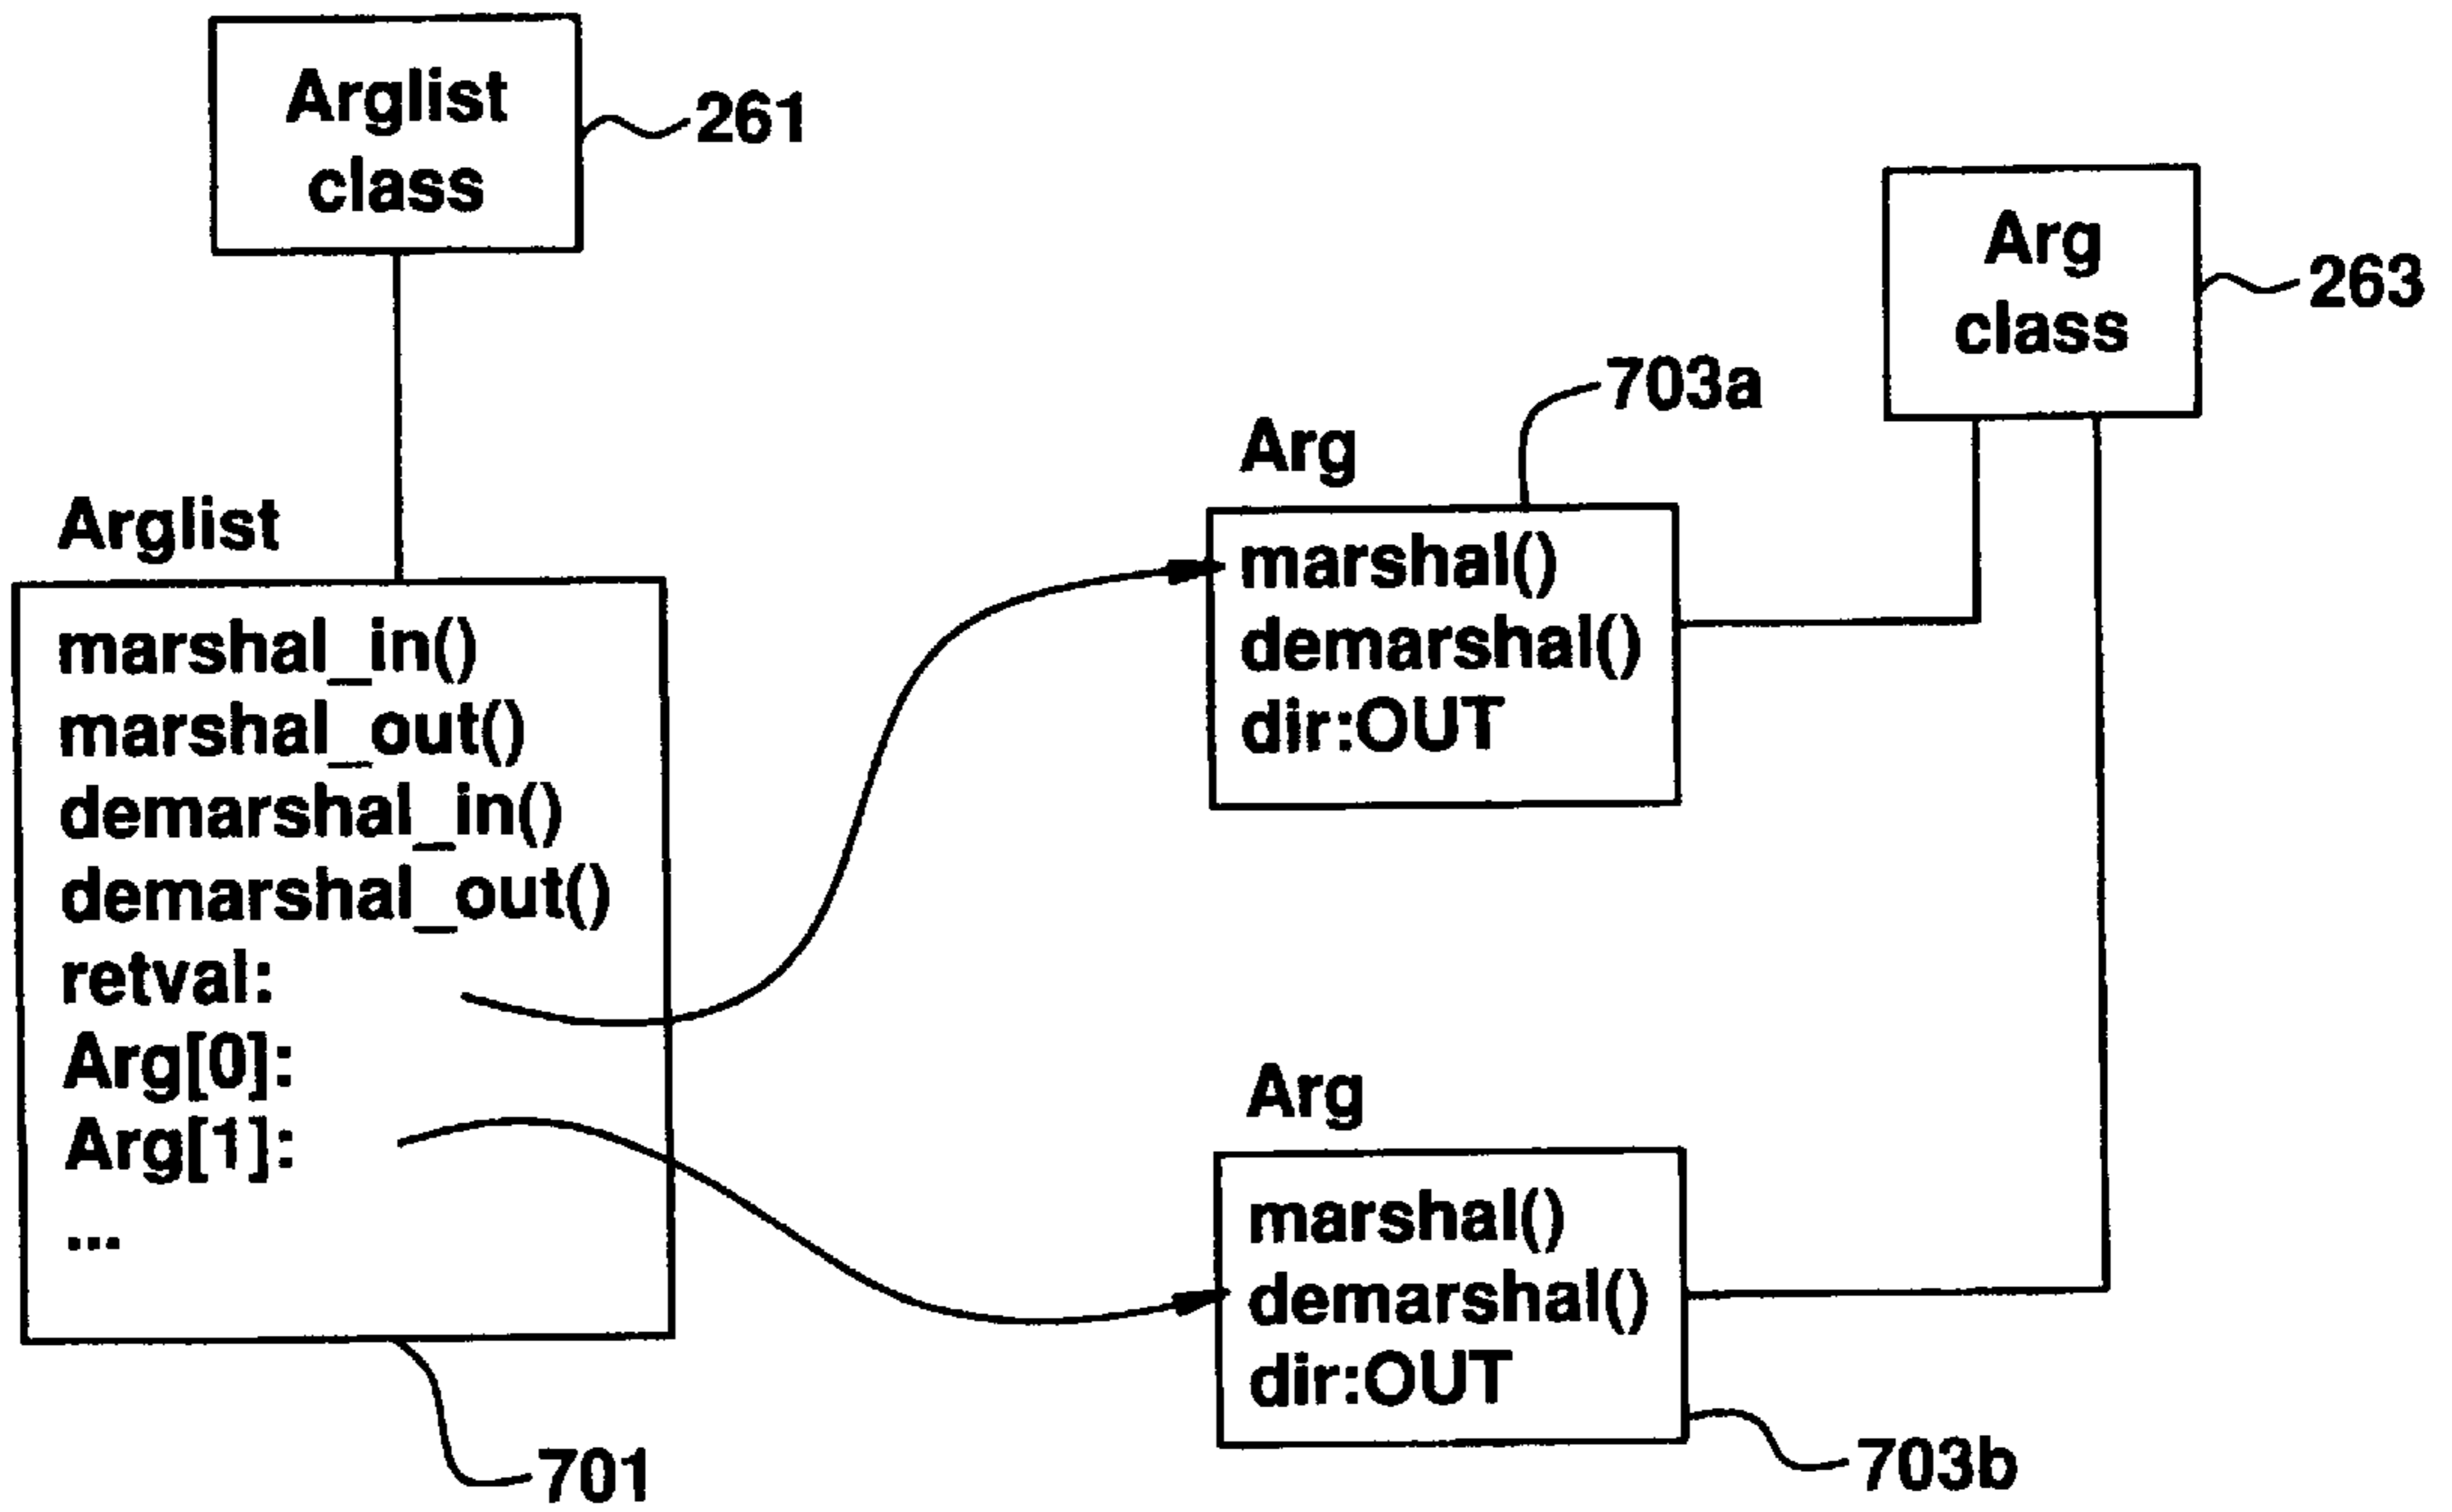 Arglist
class
261
Arg
class
263
703a
Arg
marshal()
demarshal()
dir:OUT
Arglist
marshal_in()
marshal_out()
demarshal_in()
demarshal_out()
retval:
Arg[0]:
Arg[1]:
...
701
Arg
marshal()
demarshal()
dir:OUT
703b